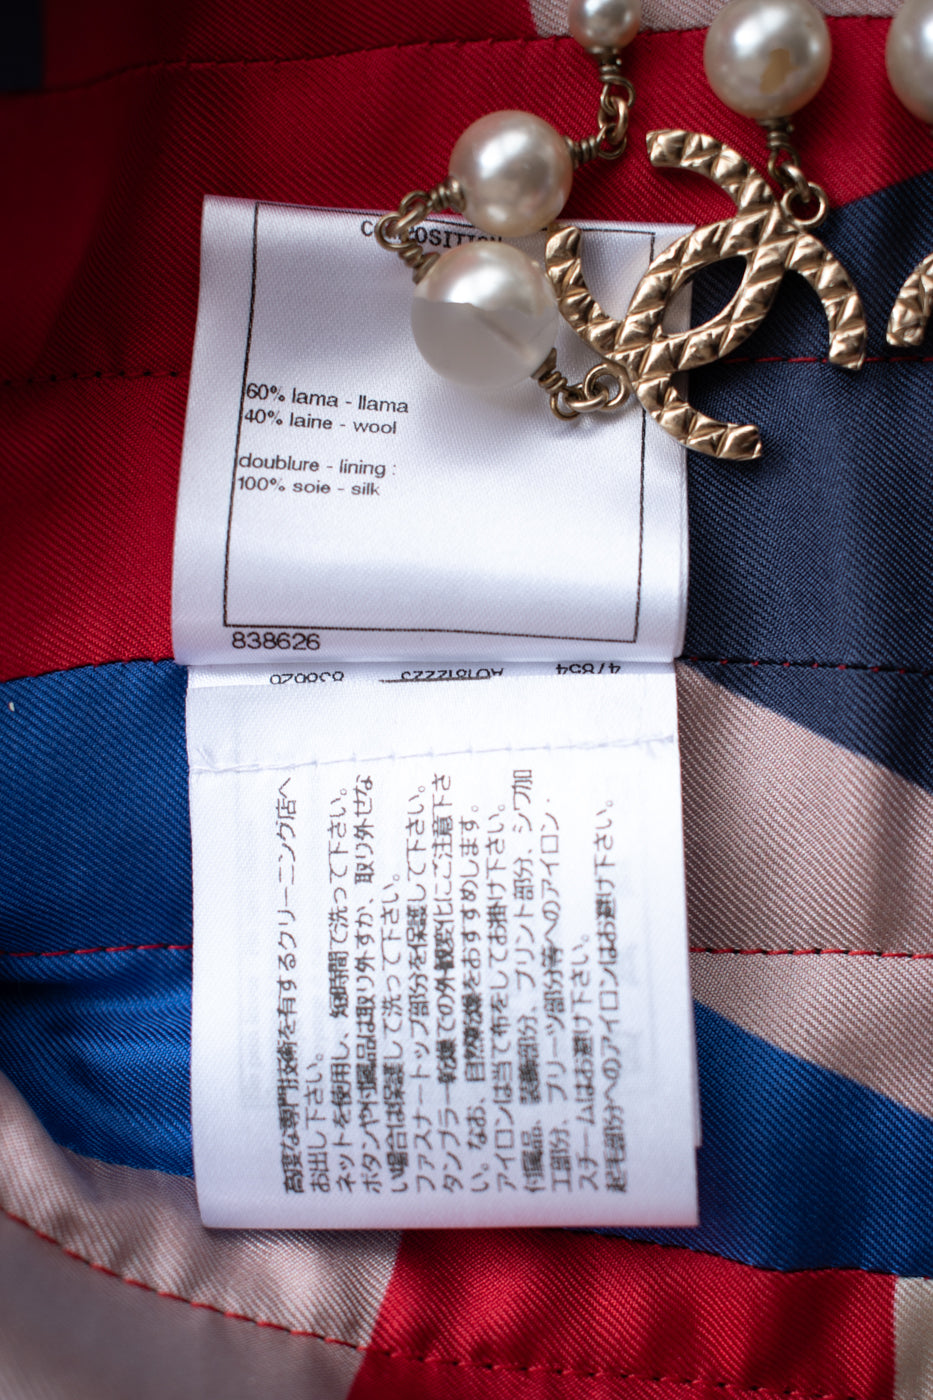 COMPOSITION
60% lama - llama
40% laine - wool
doublure - lining :
100% soie - silk
838626
47854
高度な専門技術を有するクリーニング店へ
お出し下さい。
ネットを使用し、短時間で洗って下さい。
ボタンや付属品は取り外すか、取り外せな
い場合は保護して洗って下さい。
ファスナートップ部分を保護して下さい。
タンブラー乾燥での外観変化にご注意下さ
い。なお、自然乾燥をおすすめします。
アイロンは当て布をしてお掛け下さい。
付属品、装飾部分、プリント部分、シワ加
工部分、プリーツ部分等へのアイロン・
スチームはお避け下さい。
起毛部分へのアイロンはお避け下さい。